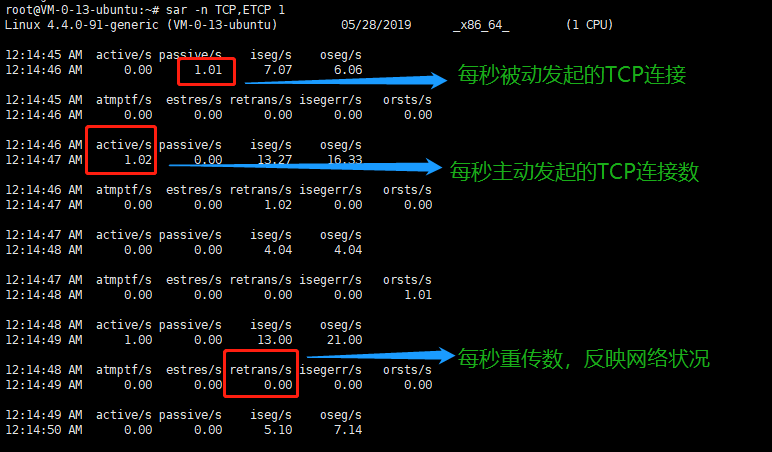 root@VM-0-13-ubuntu:~# sar -n TCP,ETCP 1
Linux 4.4.0-91-generic (VM-0-13-ubuntu) 05/28/2019 _x86_64_ (1 CPU)
12:14:45 AM active/s passive/s iseg/s oseg/s
12:14:46 AM 0.00 1.01 7.07 6.06
每秒被动发起的TCP连接
12:14:45 AM atmptf/s estres/s retrans/s isegerr/s orsts/s
12:14:46 AM 0.00 0.00 0.00 0.00 0.00
12:14:46 AM active/s passive/s iseg/s oseg/s
12:14:47 AM 1.02 0.00 13.27 16.33
每秒主动发起的TCP连接数
12:14:46 AM atmptf/s estres/s retrans/s isegerr/s orsts/s
12:14:47 AM 0.00 0.00 1.02 0.00 0.00
12:14:47 AM active/s passive/s iseg/s oseg/s
12:14:48 AM 0.00 0.00 4.04 4.04
12:14:47 AM atmptf/s estres/s retrans/s isegerr/s orsts/s
12:14:48 AM 0.00 0.00 0.00 0.00 1.01
12:14:48 AM active/s passive/s iseg/s oseg/s
12:14:49 AM 1.00 0.00 13.00 21.00
每秒重传数，反映网络状况
12:14:48 AM atmptf/s estres/s retrans/s isegerr/s orsts/s
12:14:49 AM 0.00 0.00 0.00 0.00 0.00
12:14:49 AM active/s passive/s iseg/s oseg/s
12:14:50 AM 0.00 0.00 5.10 7.14